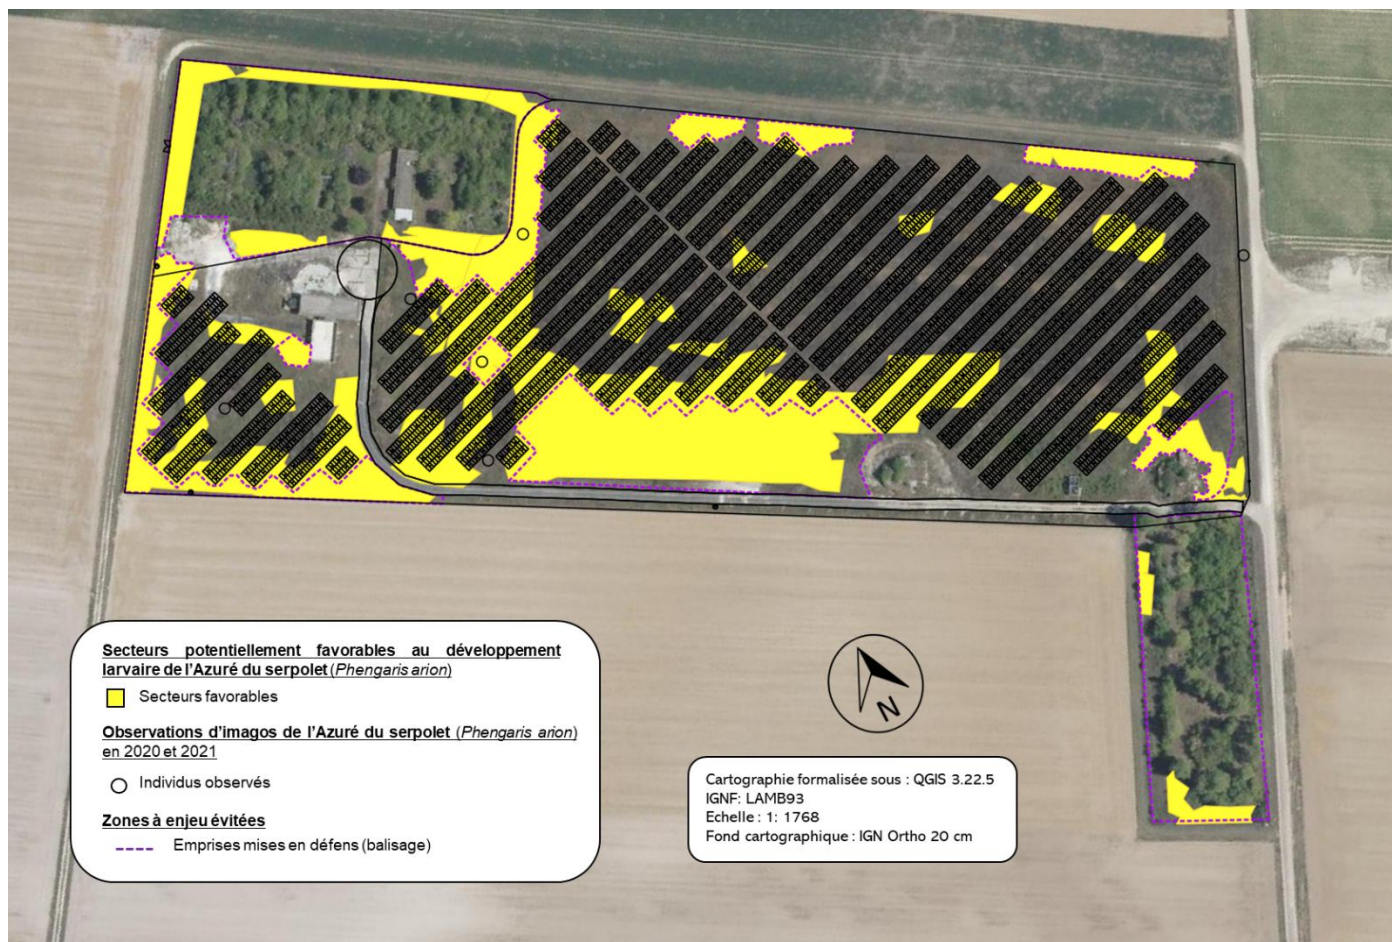 Secteurs potentiellement favorables au développement
larvaire de l'Azuré du serpolet (Phengaris arion)
Secteurs favorables
Observations d'imagos de l'Azuré du serpolet (Phengaris arion)
en 2020 et 2021
Individus observés
Zones à enjeu évitées
Emprises mises en défens (balisage)
N
Cartographie formalisée sous : QGIS 3.22.5
IGNF: LAMB93
Echelle : 1: 1768
Fond cartographique : IGN Ortho 20 cm